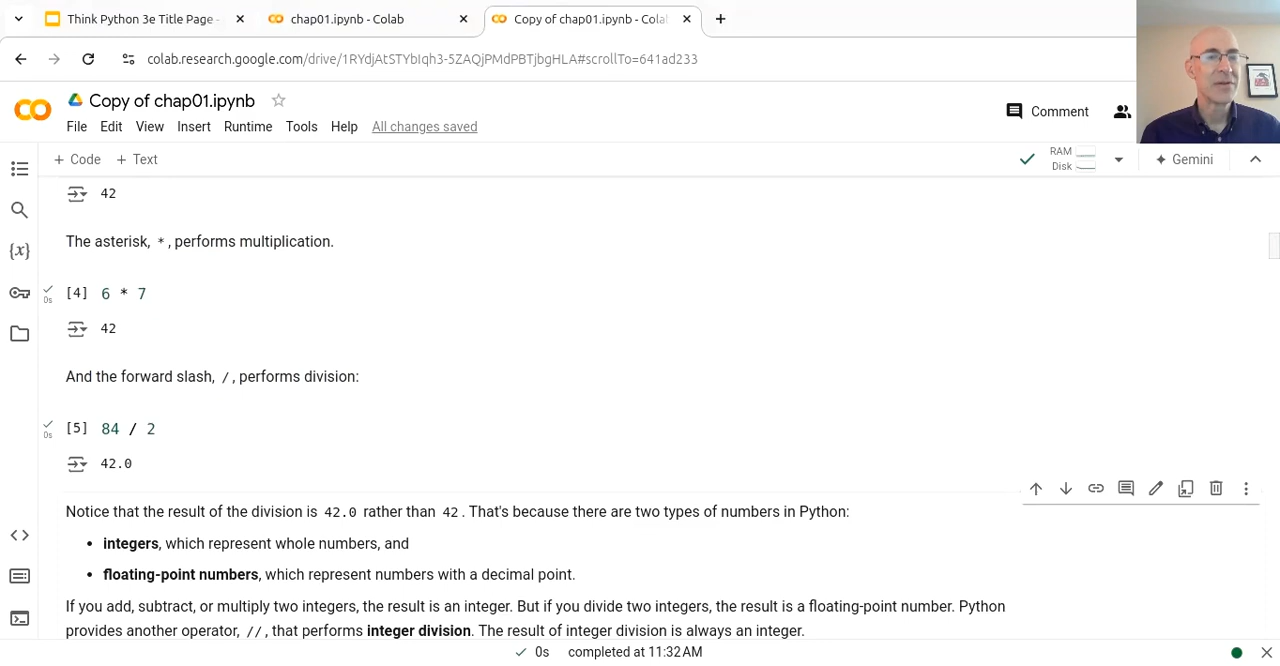 Think Python 3e Title Page -
chap01.ipynb - Colab
Copy of chap01.ipynb - Cola
colab.research.google.com/drive/1RYdjAtSTYbIqh3-5ZAQjPMdPBTjbgHLA#scrollTo=641ad233
Copy of chap01.ipynb
File Edit View Insert Runtime Tools Help All changes saved
Comment
+ Code + Text
RAM
Disk
Gemini
42
The asterisk, *, performs multiplication.
0s [4] 6 * 7
42
And the forward slash, /, performs division:
0s [5] 84 / 2
42.0
Notice that the result of the division is 42.0 rather than 42. That's because there are two types of numbers in Python:
• integers, which represent whole numbers, and
• floating-point numbers, which represent numbers with a decimal point.
If you add, subtract, or multiply two integers, the result is an integer. But if you divide two integers, the result is a floating-point number. Python
provides another operator, //, that performs integer division. The result of integer division is always an integer.
0s completed at 11:32 AM